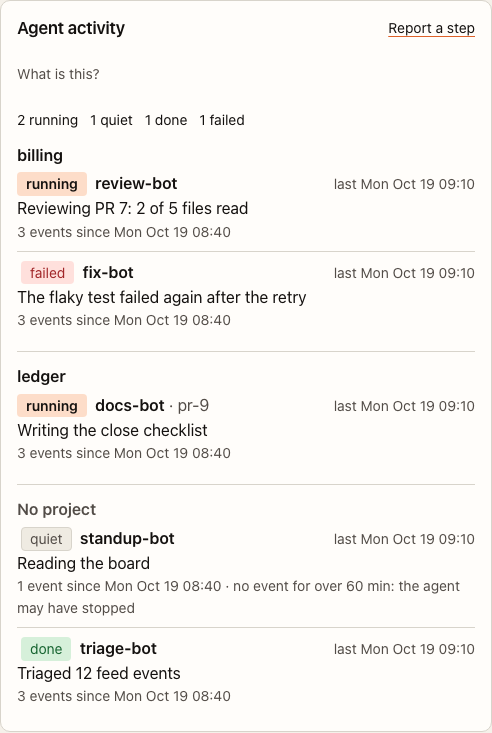 Agent activity
Report a step
What is this?
2 running 1 quiet 1 done 1 failed
billing
running review-bot last Mon Oct 19 09:10
Reviewing PR 7: 2 of 5 files read
3 events since Mon Oct 19 08:40
failed fix-bot last Mon Oct 19 09:10
The flaky test failed again after the retry
3 events since Mon Oct 19 08:40
ledger
running docs-bot · pr-9 last Mon Oct 19 09:10
Writing the close checklist
3 events since Mon Oct 19 08:40
No project
quiet standup-bot last Mon Oct 19 09:10
Reading the board
1 event since Mon Oct 19 08:40 · no event for over 60 min: the agent
may have stopped
done triage-bot last Mon Oct 19 09:10
Triaged 12 feed events
3 events since Mon Oct 19 08:40